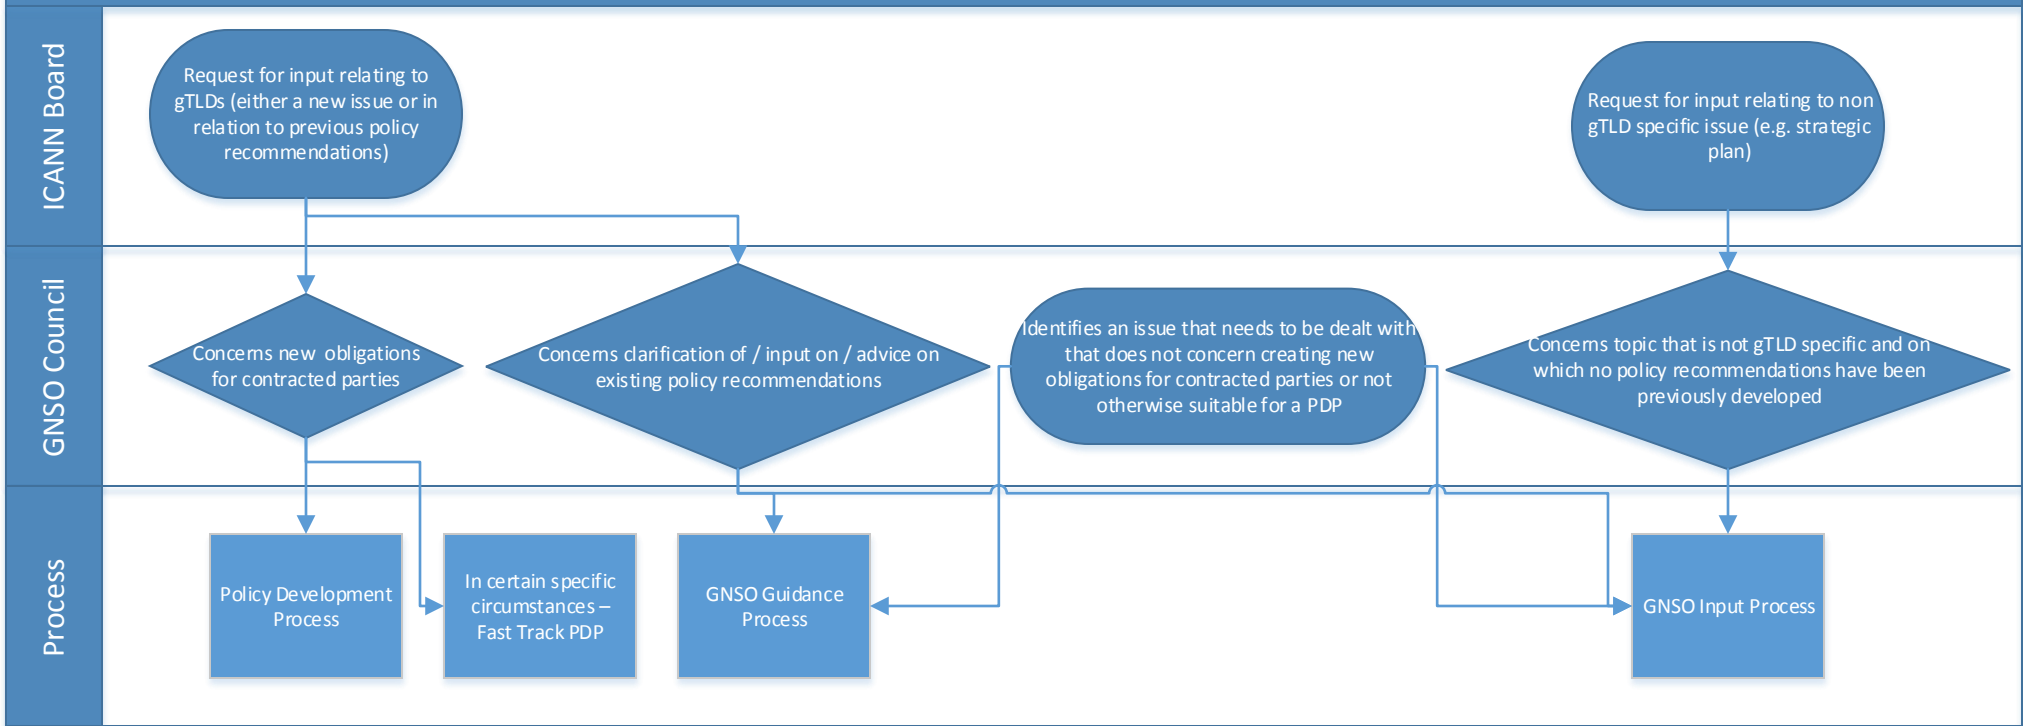 ICANN Board
Request for input relating to
gTLDs (either a new issue or in
relation to previous policy
recommendations)
Request for input relating to non
gTLD specific issue (e.g. strategic
plan)
GNSO Council
Concerns new obligations
for contracted parties
Concerns clarification of / input on / advice on
existing policy recommendations
Identifies an issue that needs to be dealt with
that does not concern creating new
obligations for contracted parties or not
otherwise suitable for a PDP
Concerns topic that is not gTLD specific and on
which no policy recommendations have been
previously developed
Process
Policy Development
Process
In certain specific
circumstances –
Fast Track PDP
GNSO Guidance
Process
GNSO Input Process